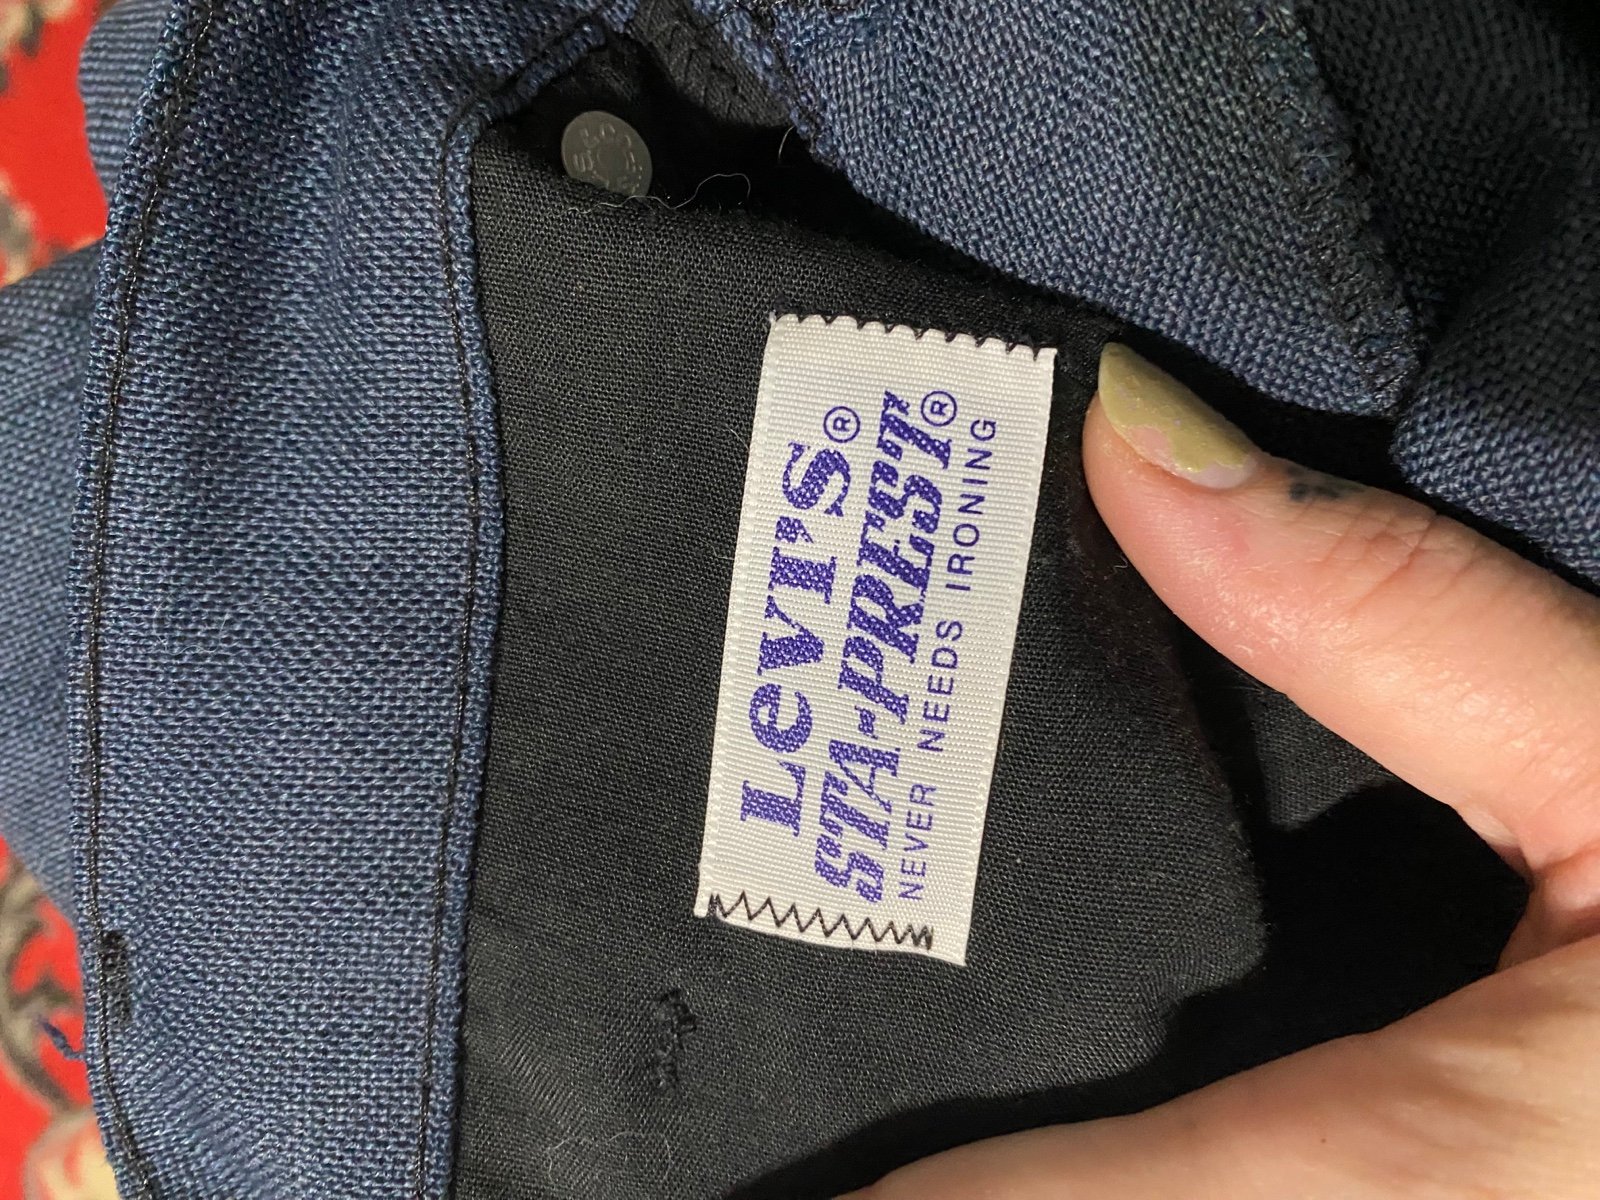 Levi's®
STA-PREST®
NEVER NEEDS IRONING